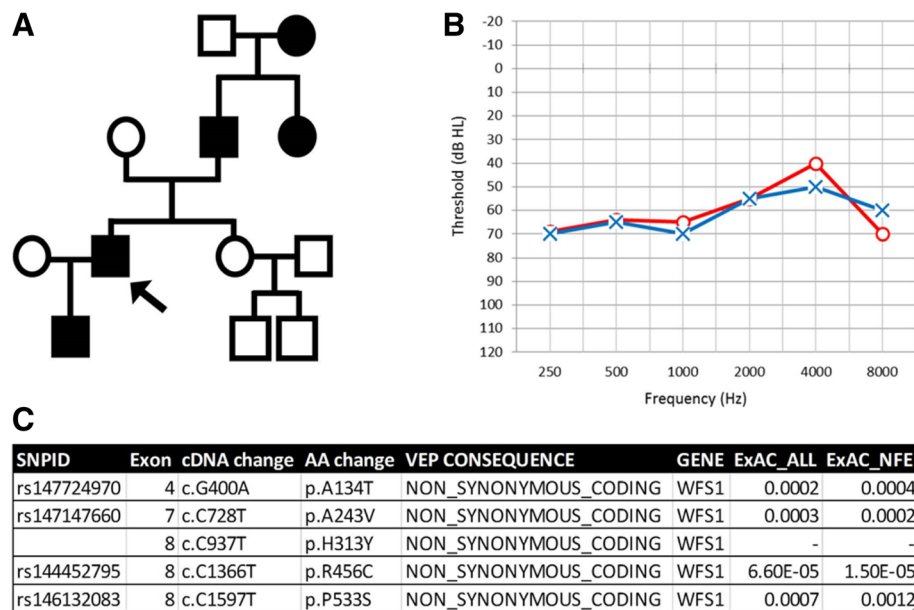 A
B
-20
-10
0
10
20
30
40
50
60
70
80
90
100
110
120
Threshold (dB HL)
250 500 1000 2000 4000 8000
Frequency (Hz)
C
SNPID Exon cDNA change AA change VEP CONSEQUENCE GENE ExAC_ALL ExAC_NFE
rs147724970 4 c.G400A p.A134T NON_SYNONYMOUS_CODING WFS1 0.0002 0.0004
rs147147660 7 c.C728T p.A243V NON_SYNONYMOUS_CODING WFS1 0.0003 0.0002
8 c.C937T p.H313Y NON_SYNONYMOUS_CODING WFS1 - -
rs144452795 8 c.C1366T p.R456C NON_SYNONYMOUS_CODING WFS1 6.60E-05 1.50E-05
rs146132083 8 c.C1597T p.P533S NON_SYNONYMOUS_CODING WFS1 0.0007 0.0012